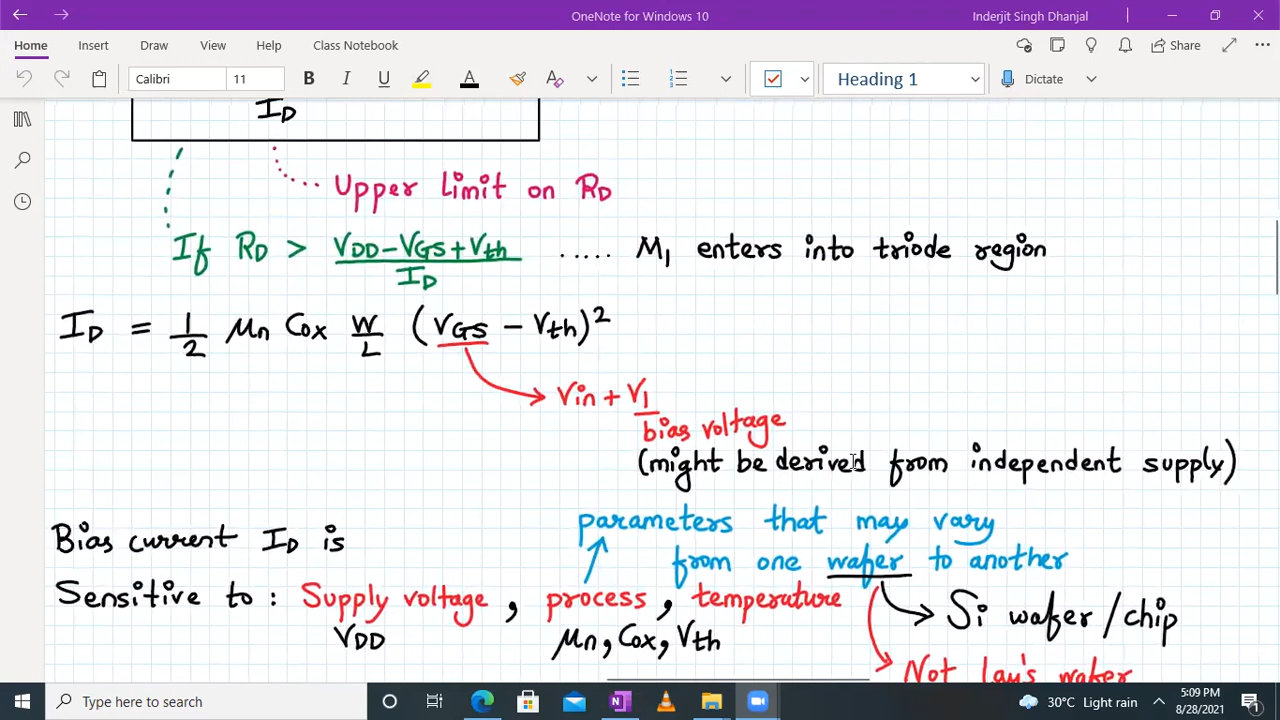 OneNote for Windows 10
Inderjit Singh Dhanjal
Home Insert Draw View Help Class Notebook
Share
Calibri 11 B I U A
Heading 1
Dictate
ID
Upper Limit on RD
If RD > VDD-VGS+Vth / ID ..... M1 enters into triode region
ID = 1/2 μn Cox W/L (VGS - Vth)²
Vin + V1
bias voltage
(might be derived from independent supply)
parameters that may vary
from one wafer to another
Bias current ID is
Sensitive to : Supply voltage, process, temperature
Si wafer/chip
VDD
μn, Cox, Vth
Not Lay's wafer
Type here to search
30°C Light rain
5:09 PM
8/28/2021